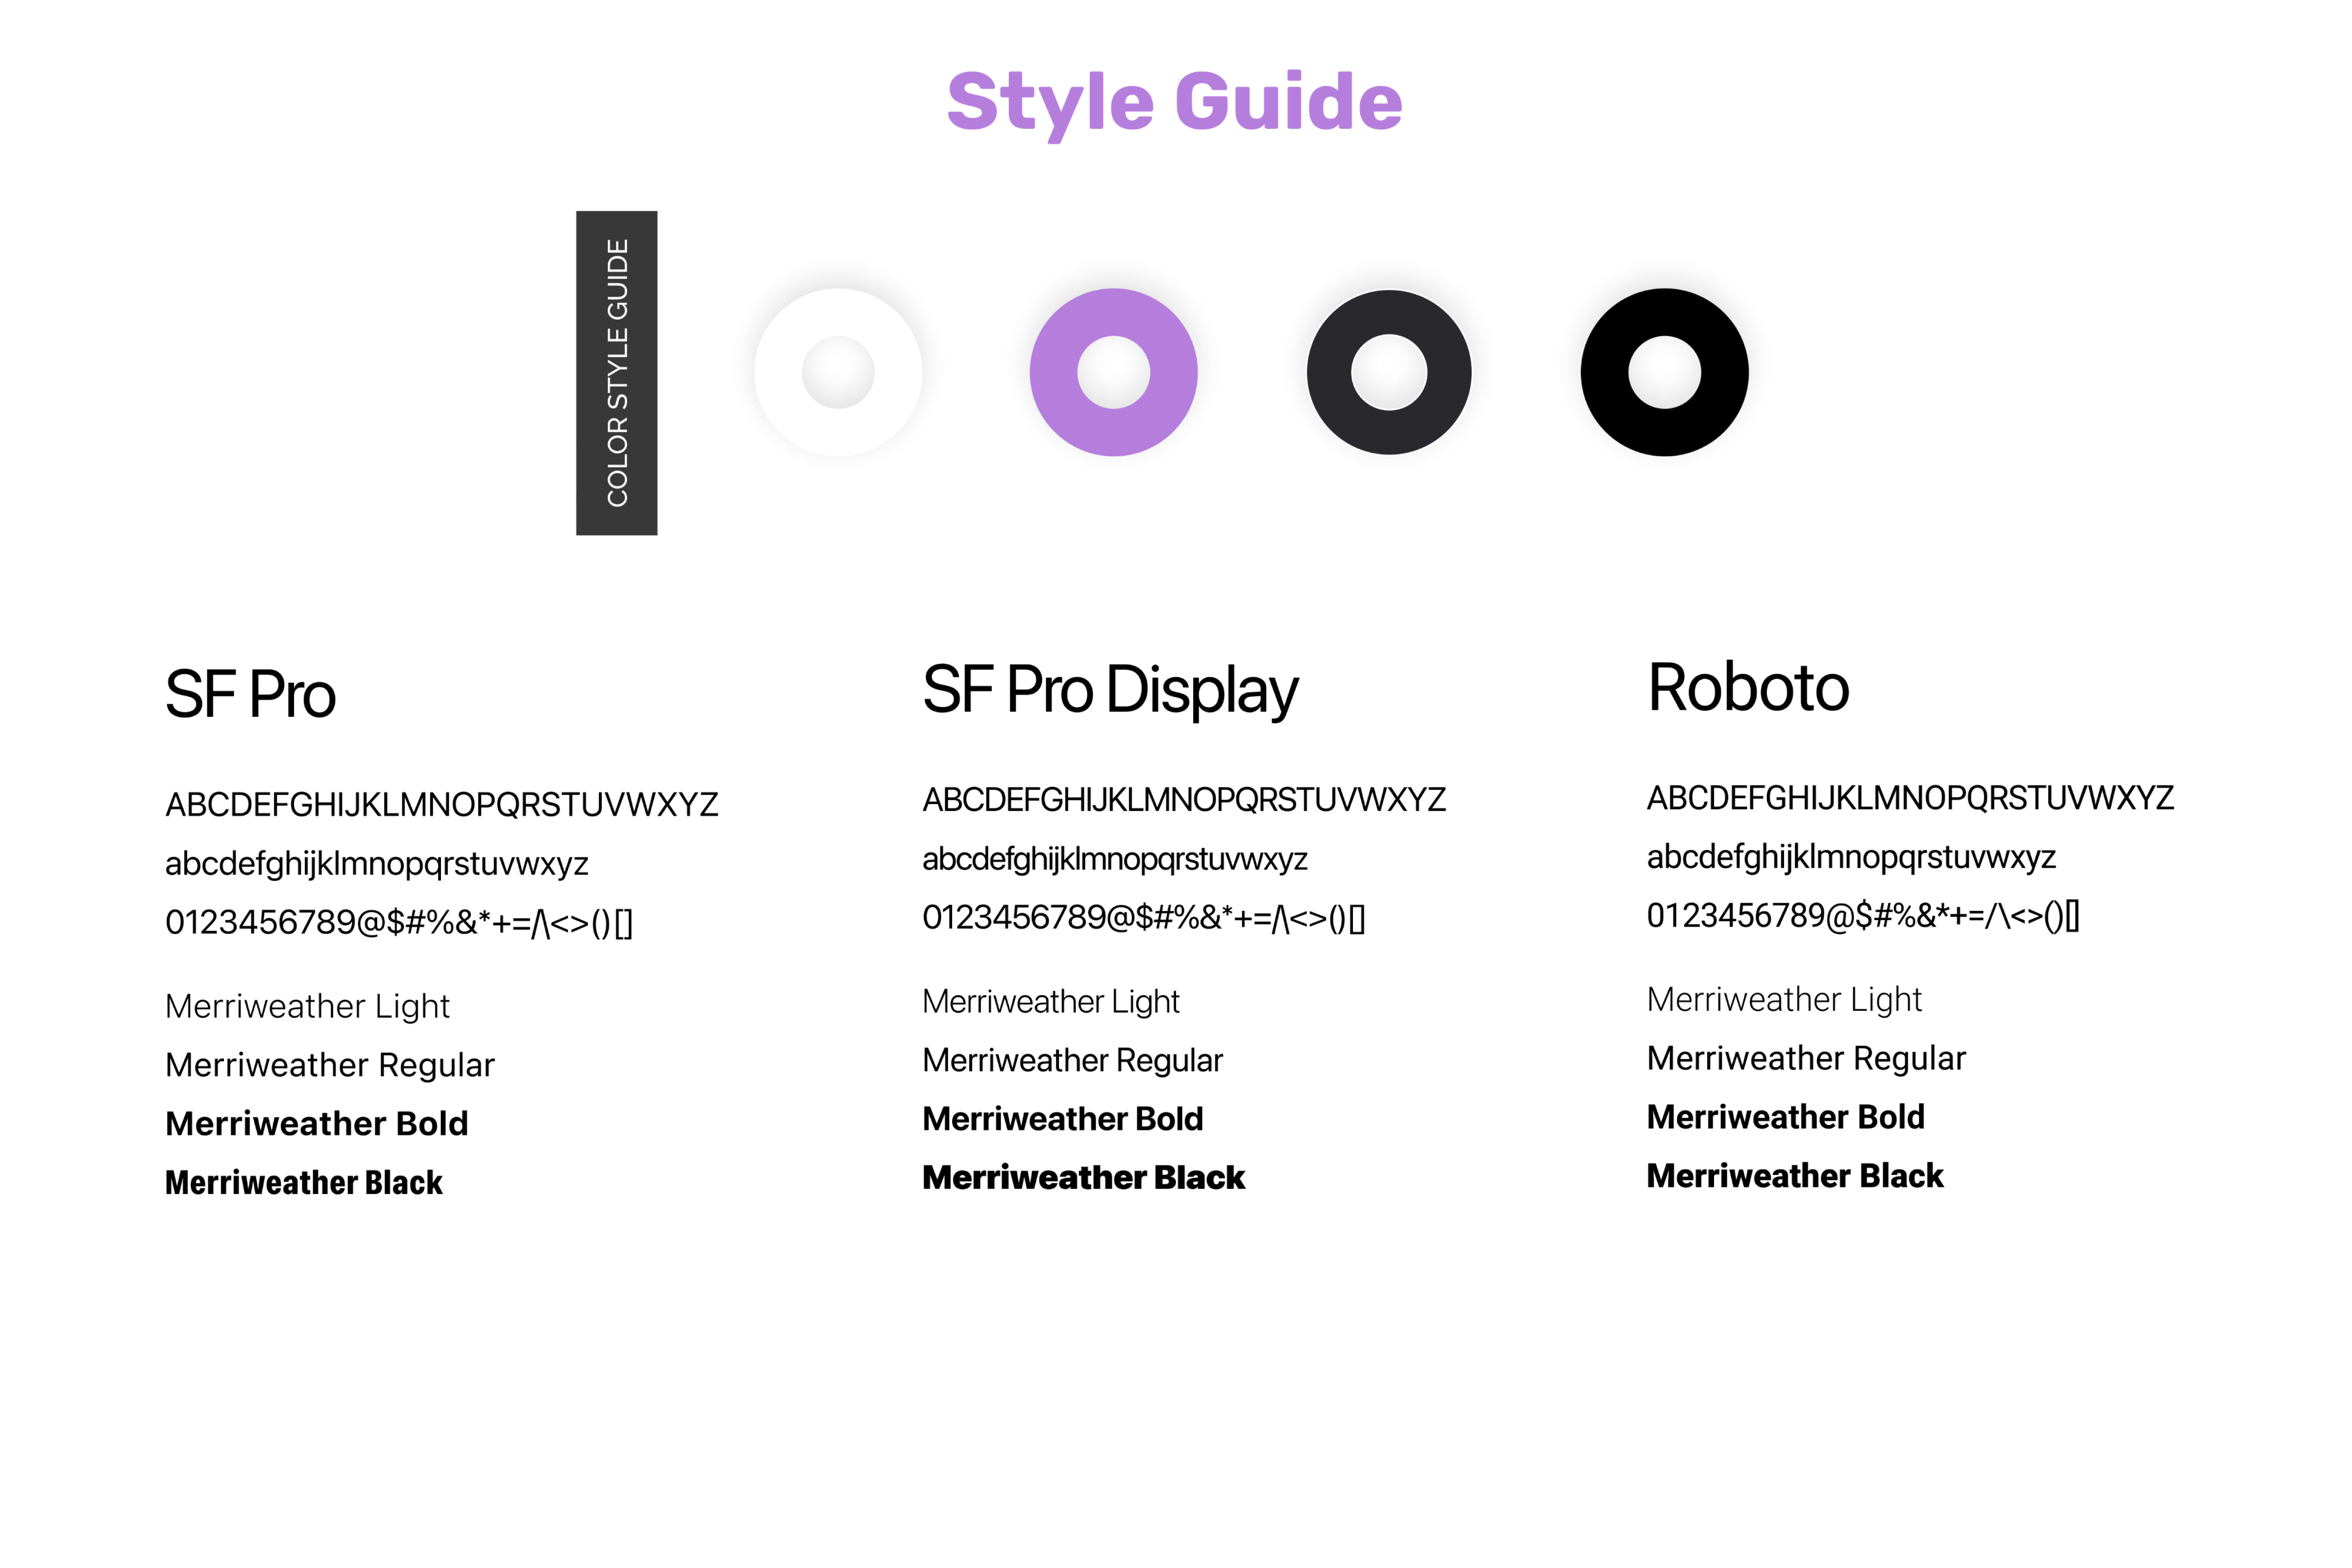 Style Guide
COLOR STYLE GUIDE
SF Pro
ABCDEFGHIJKLMNOPQRSTUVWXYZ
abcdefghijklmnopqrstuvwxyz
0123456789@$#%&*+=/\<>()[]
Merriweather Light
Merriweather Regular
Merriweather Bold
Merriweather Black
SF Pro Display
ABCDEFGHIJKLMNOPQRSTUVWXYZ
abcdefghijklmnopqrstuvwxyz
0123456789@$#%&*+=/\<>()[]
Merriweather Light
Merriweather Regular
Merriweather Bold
Merriweather Black
Roboto
ABCDEFGHIJKLMNOPQRSTUVWXYZ
abcdefghijklmnopqrstuvwxyz
0123456789@$#%&*+=/\<>()[]
Merriweather Light
Merriweather Regular
Merriweather Bold
Merriweather Black